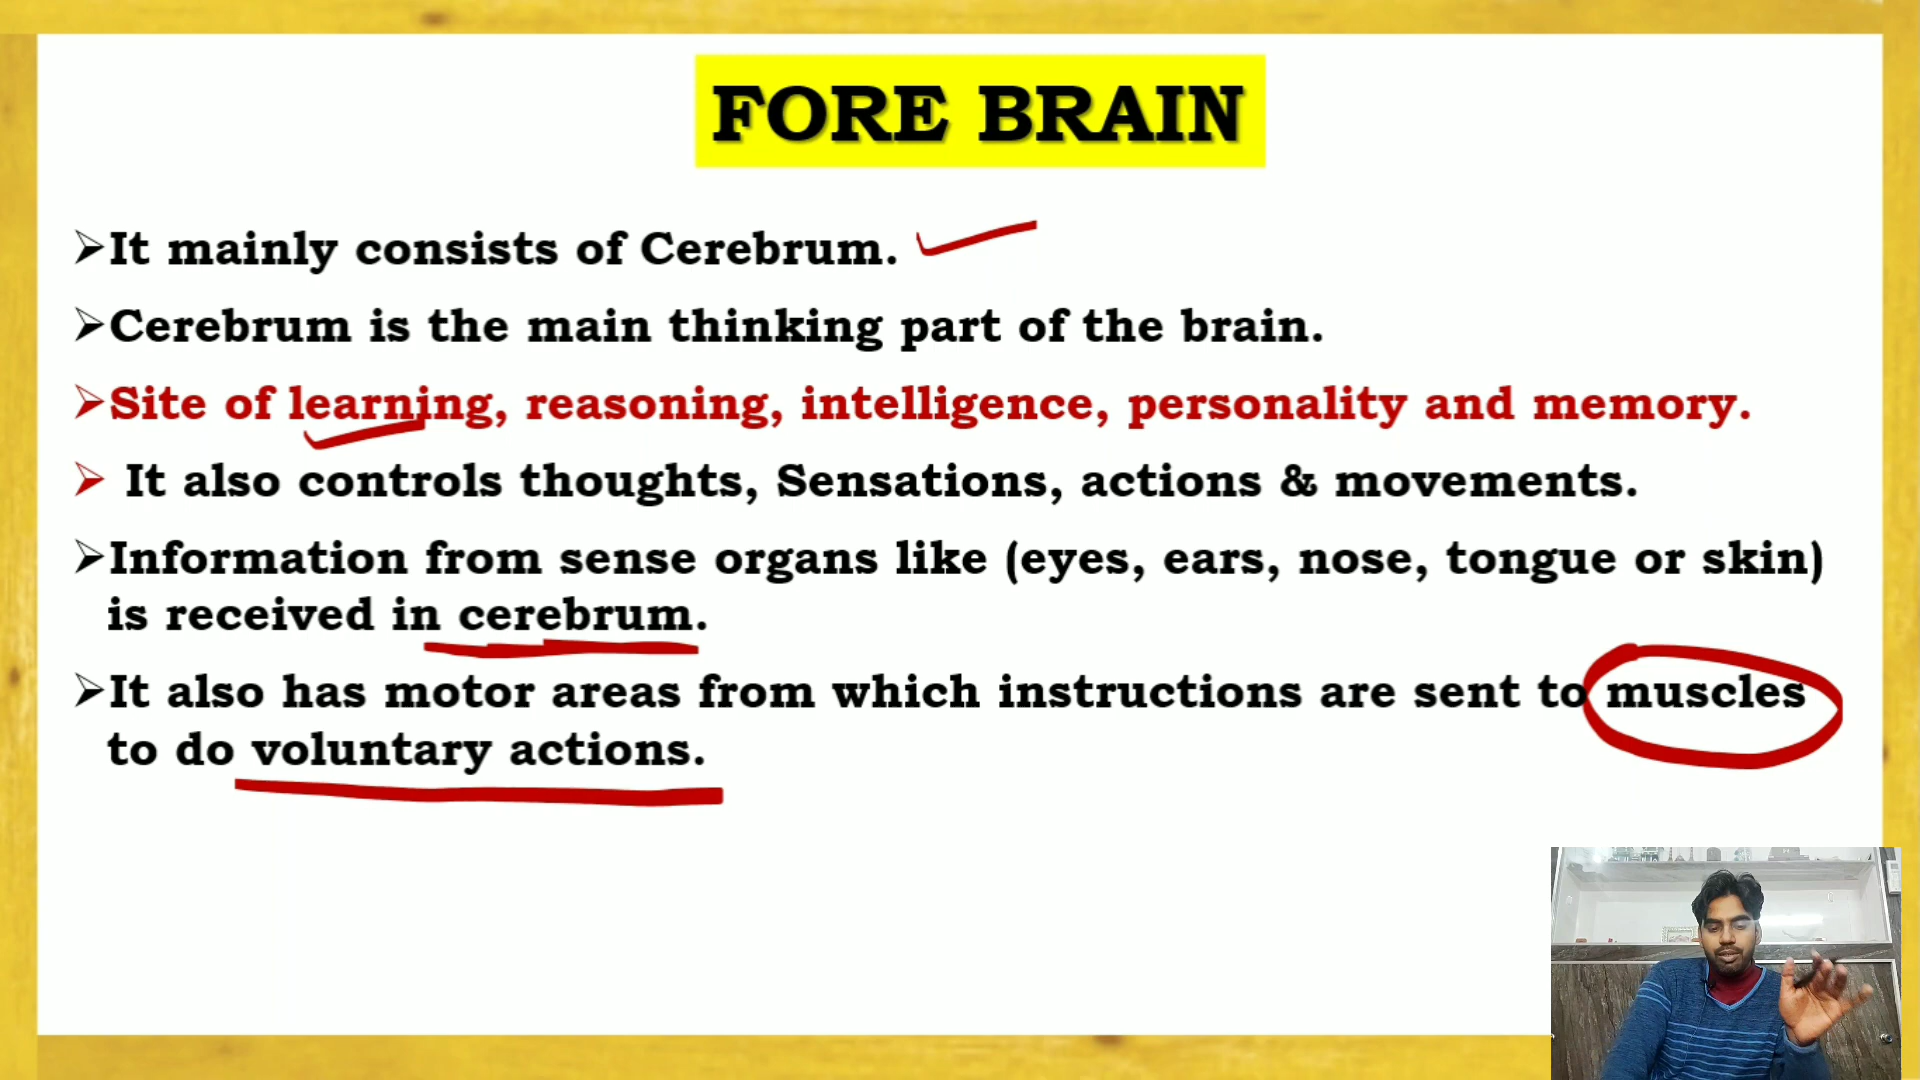 FORE BRAIN
➢It mainly consists of Cerebrum.
➢Cerebrum is the main thinking part of the brain.
➢Site of learning, reasoning, intelligence, personality and memory.
➢ It also controls thoughts, Sensations, actions & movements.
➢Information from sense organs like (eyes, ears, nose, tongue or skin)
is received in cerebrum.
➢It also has motor areas from which instructions are sent to muscles
to do voluntary actions.